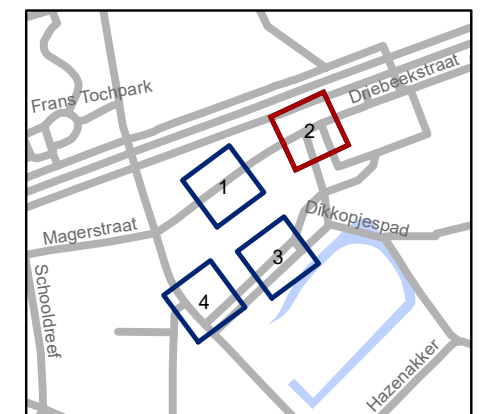 Frans Tochpark
Driebeekstraat
2
1
Dikkopjespad
Magerstraat
3
Schooldreef
4
Hazenakker